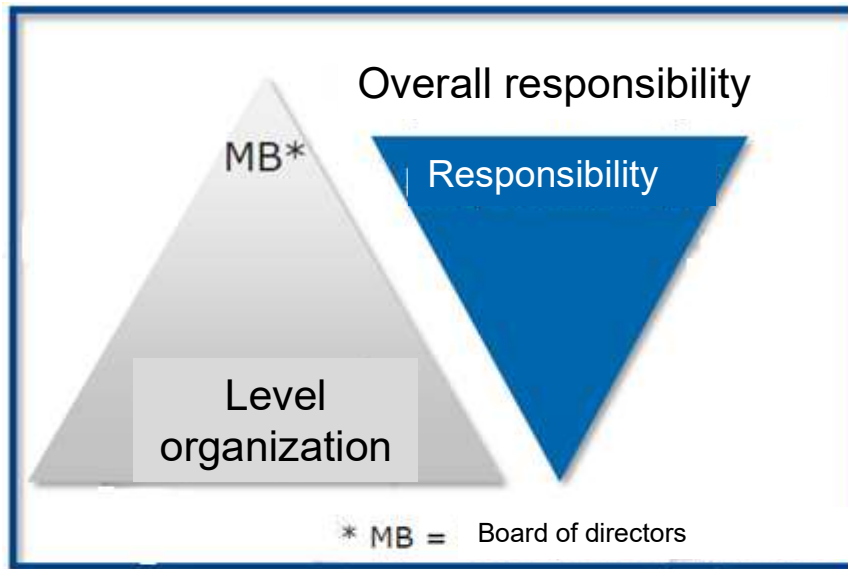 Overall responsibility
MB*
Responsibility
Level
organization
* MB = Board of directors